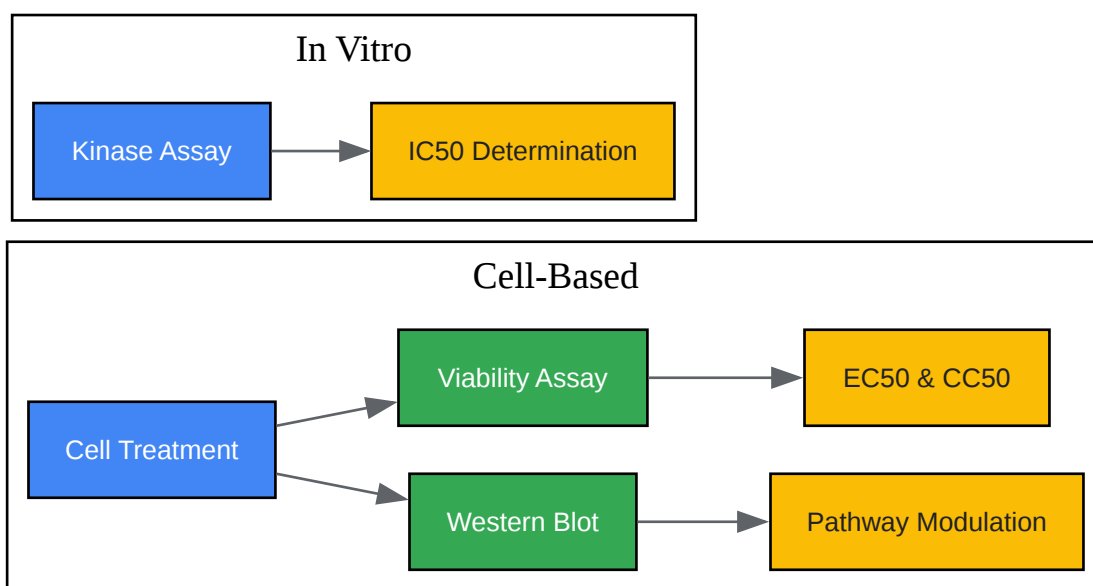 In Vitro
Kinase Assay
IC50 Determination
Cell-Based
Viability Assay
EC50 & CC50
Cell Treatment
Western Blot
Pathway Modulation